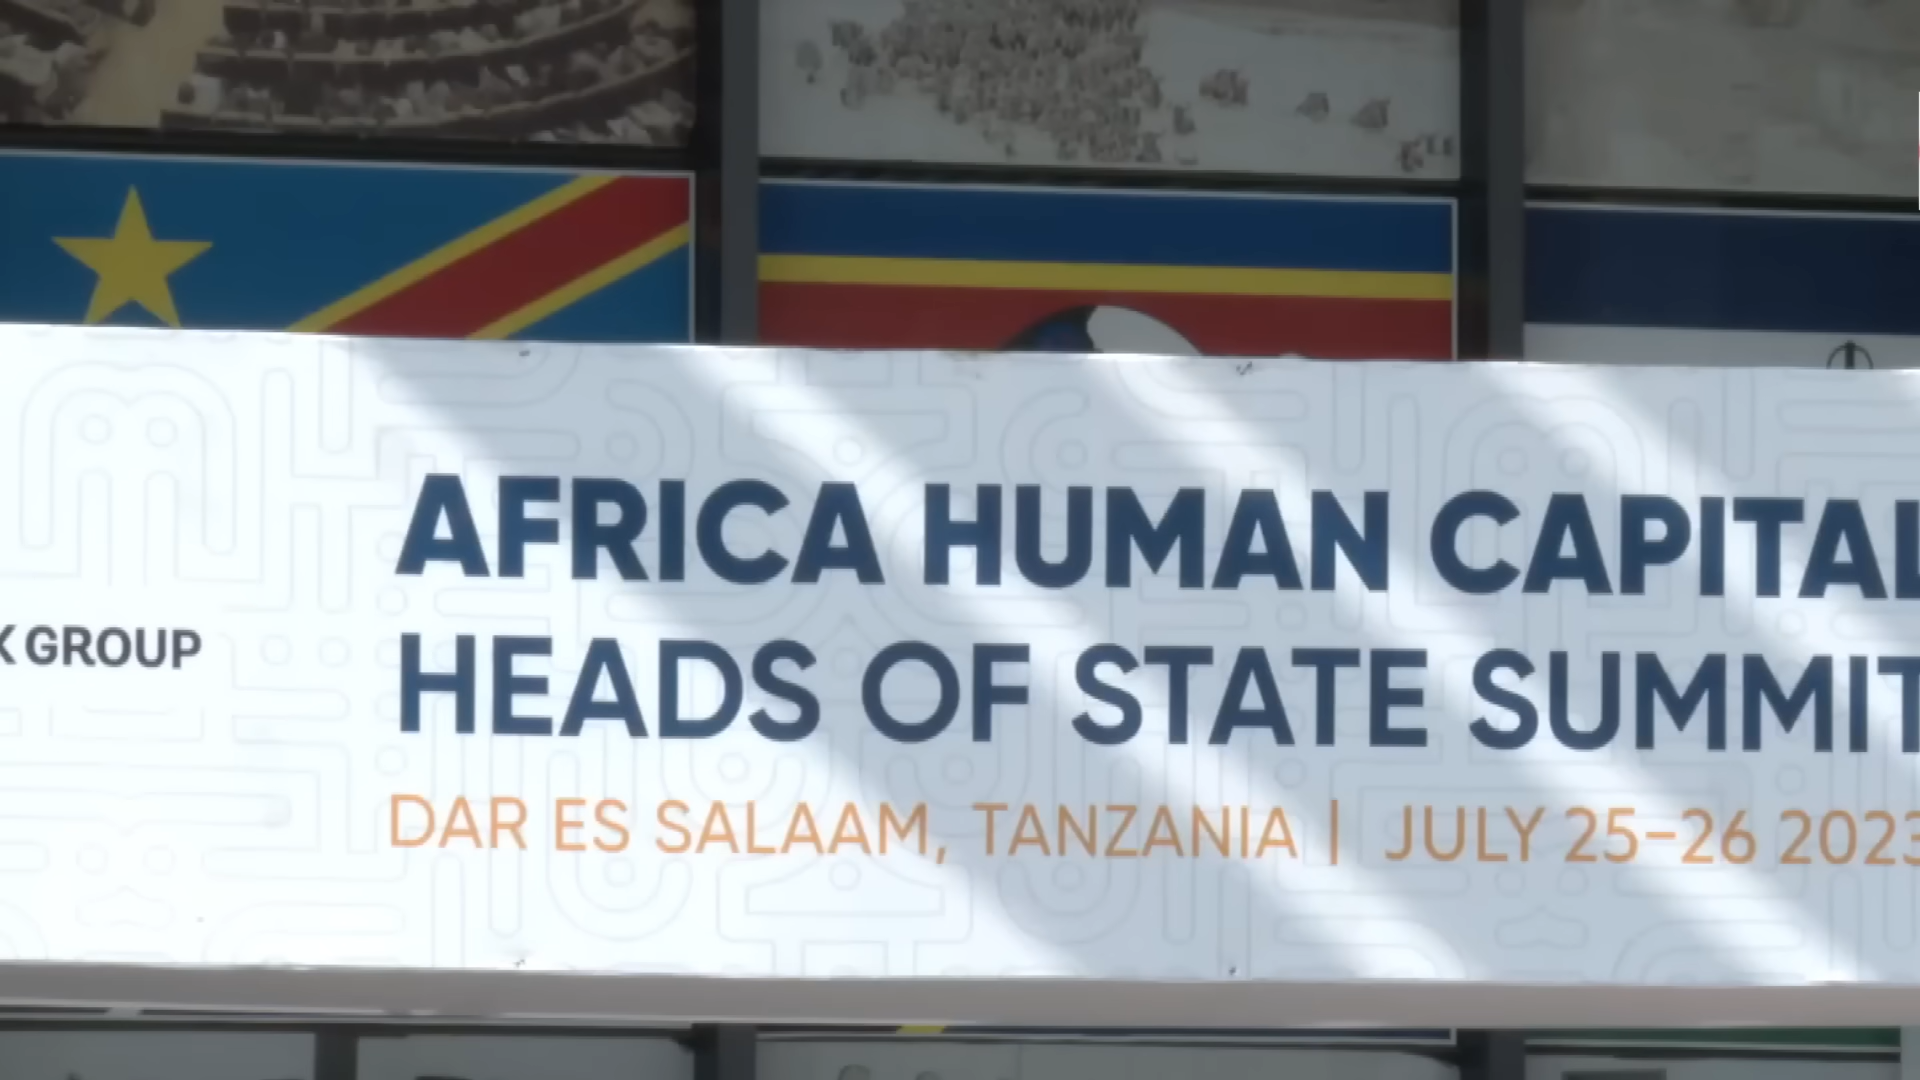 AFRICA HUMAN CAPITAL
HEADS OF STATE SUMMIT
DAR ES SALAAM, TANZANIA | JULY 25-26 2023
K GROUP